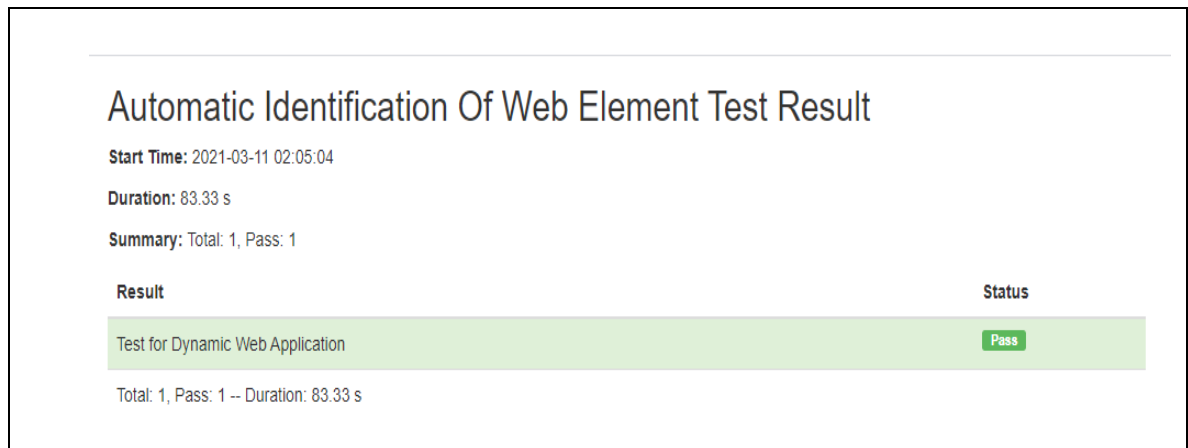 Automatic Identification Of Web Element Test Result
Start Time: 2021-03-11 02:05:04
Duration: 83.33 s
Summary: Total: 1, Pass: 1
Result Status
Test for Dynamic Web Application Pass
Total: 1, Pass: 1 -- Duration: 83.33 s